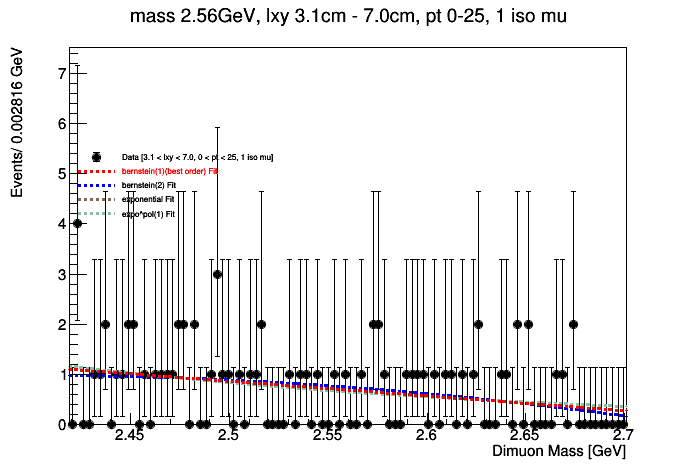 mass 2.56GeV, lxy 3.1cm - 7.0cm, pt 0-25, 1 iso mu
Events/ 0.002816 GeV
7
6
5
4
3
2
1
0
Data [3.1 < lxy < 7.0, 0 < pt < 25, 1 iso mu]
bernstein(1)(best order) Fit
bernstein(2) Fit
exponential Fit
expo*pol(1) Fit
2.45 2.5 2.55 2.6 2.65 2.7
Dimuon Mass [GeV]